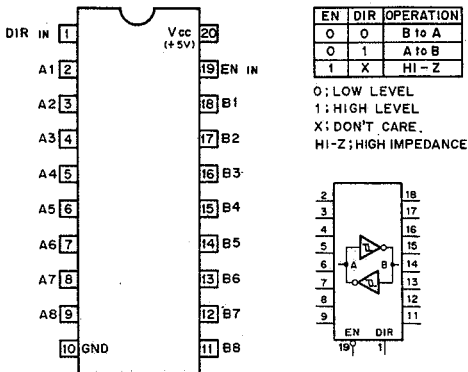 DIR IN 1 Vcc 20
(+5V)
A1 2 19 EN IN
A2 3 18 B1
A3 4 17 B2
A4 5 16 B3
A5 6 15 B4
A6 7 14 B5
A7 8 13 B6
A8 9 12 B7
10 GND 11 B8
EN DIR OPERATION
0 0 B to A
0 1 A to B
1 X HI-Z
0; LOW LEVEL
1; HIGH LEVEL
X; DON'T CARE.
HI-Z; HIGH IMPEDANCE
2 18
3 17
4 16
5 15
6 A B 14
7 13
8 12
9 11
EN DIR
19 1